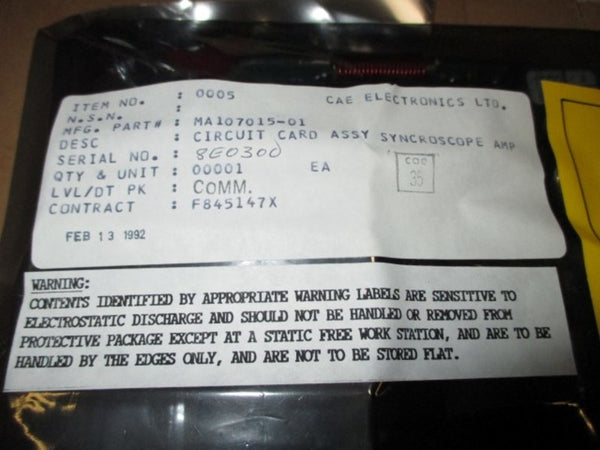 ITEM NO. : 0005 CAE ELECTRONICS LTD.
N.S.N. :
MFG. PART# : MA107015-01
DESC : CIRCUIT CARD ASSY SYNCROSCOPE AMP
SERIAL NO. : 8E0300
QTY & UNIT : 00001 EA
LVL/DT PK : COMM.
CONTRACT : F845147X
CQC
35
FEB 13 1992
WARNING:
CONTENTS IDENTIFIED BY APPROPRIATE WARNING LABELS ARE SENSITIVE TO
ELECTROSTATIC DISCHARGE AND SHOULD NOT BE HANDLED OR REMOVED FROM
PROTECTIVE PACKAGE EXCEPT AT A STATIC FREE WORK STATION, AND ARE TO BE
HANDLED BY THE EDGES ONLY, AND ARE NOT TO BE STORED FLAT.